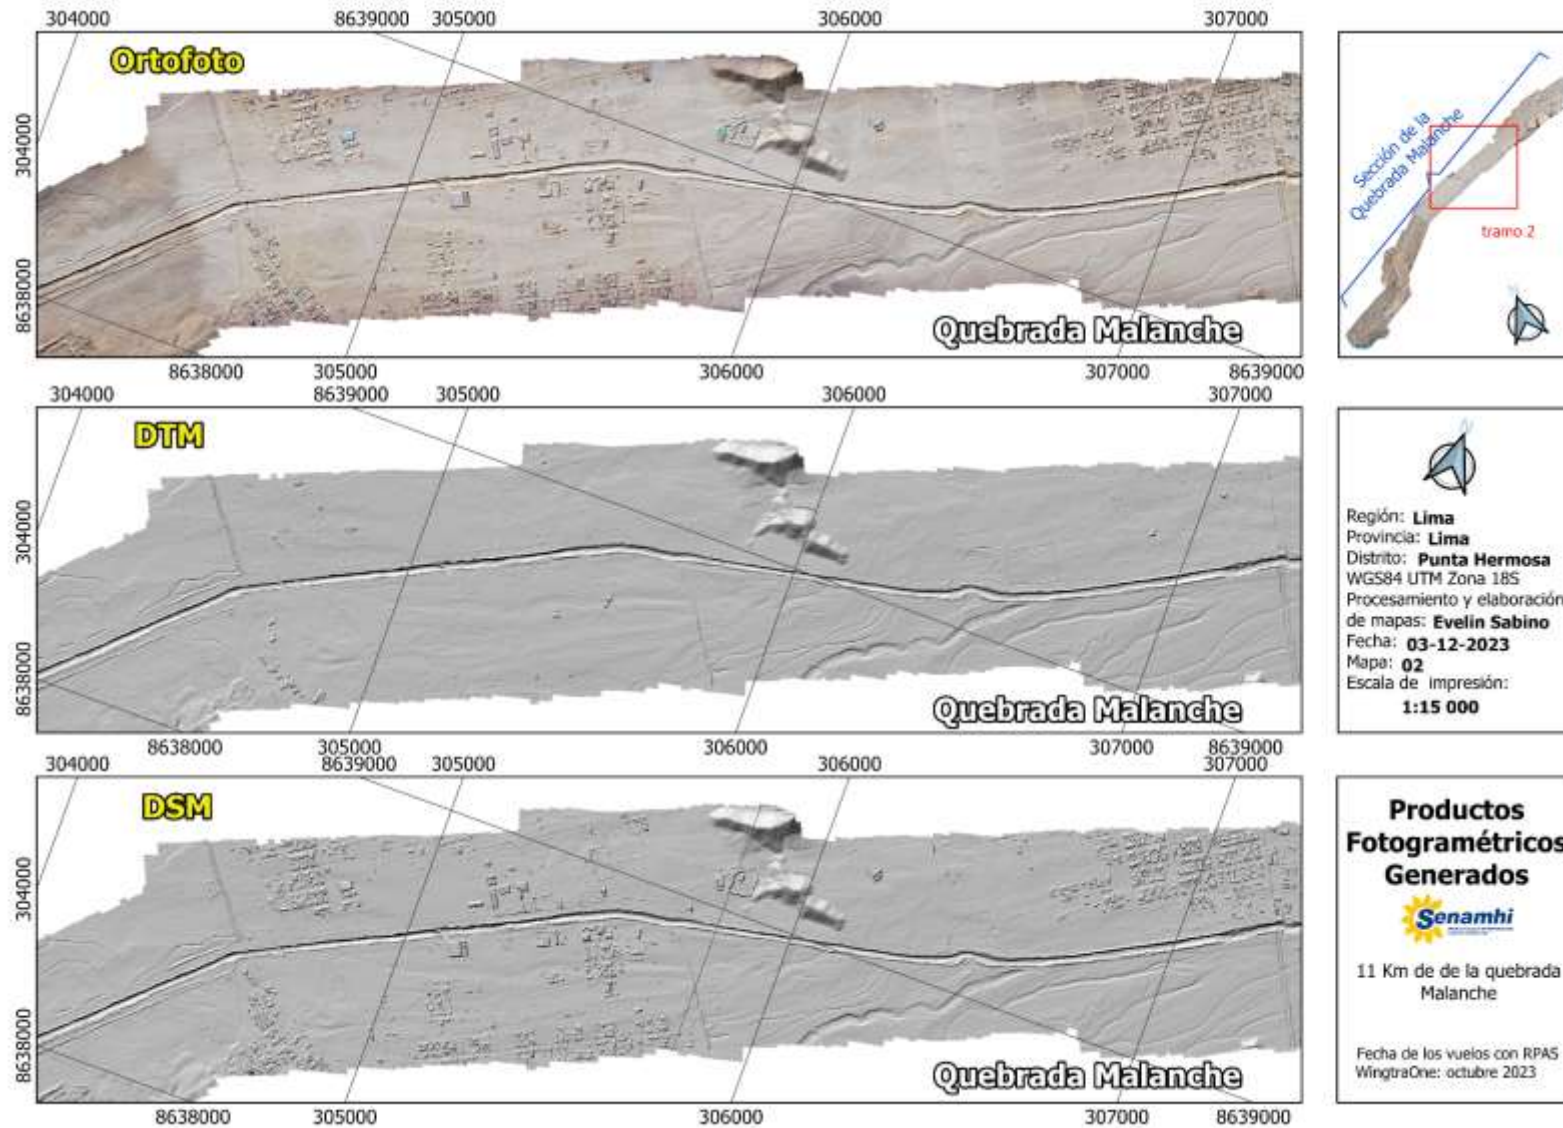 304000 8639000 305000 306000 307000
Ortofoto
304000
8638000
Quebrada Malanche
8638000 305000 306000 307000 8639000
Sección de la
Quebrada Malanche
tramo 2
304000 8639000 305000 306000 307000
DTM
304000
8638000
Quebrada Malanche
8638000 305000 306000 307000 8639000
Región: Lima
Provincia: Lima
Distrito: Punta Hermosa
WGS84 UTM Zona 18S
Procesamiento y elaboración
de mapas: Evelin Sabino
Fecha: 03-12-2023
Mapa: 02
Escala de impresión:
1:15 000
304000 8639000 305000 306000 307000
DSM
304000
8638000
Quebrada Malanche
8638000 305000 306000 307000 8639000
Productos
Fotogramétricos
Generados
Senamhi
11 Km de de la quebrada
Malanche
Fecha de los vuelos con RPAS
WingtraOne: octubre 2023